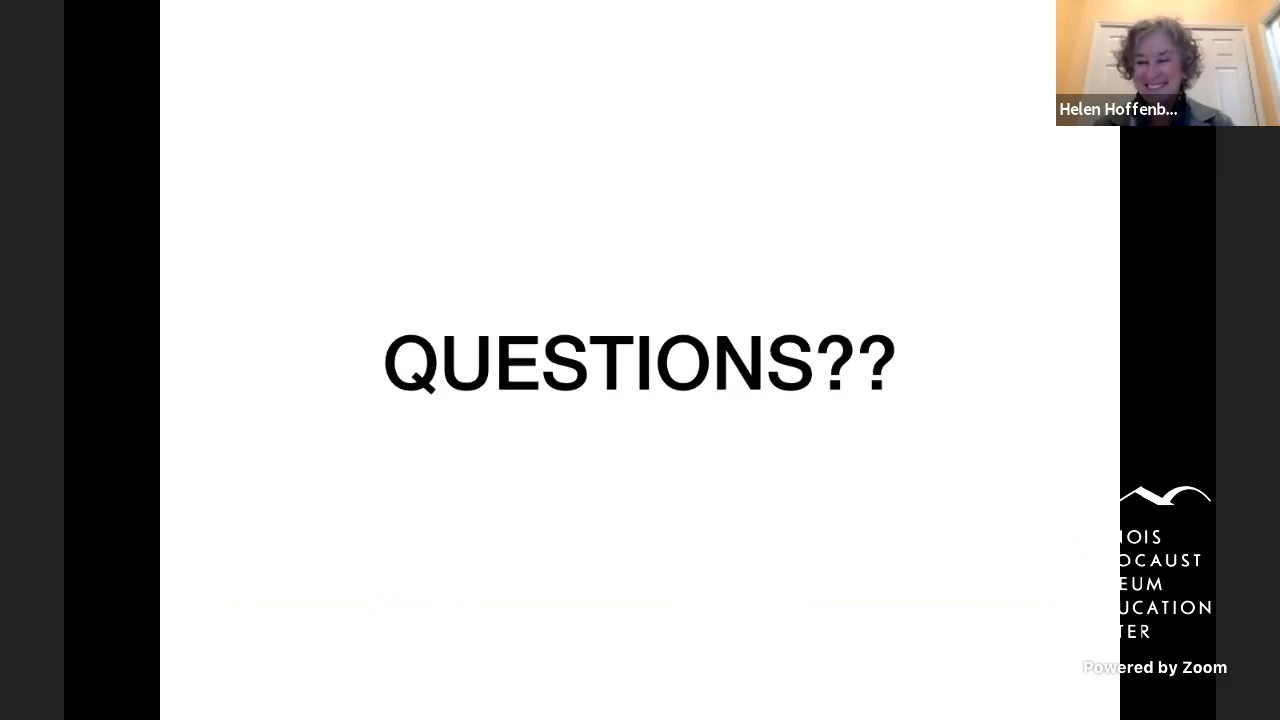 Helen Hoffenb...
QUESTIONS??
NOIS
OCAUST
EUM
UCATION
TER
Powered by Zoom